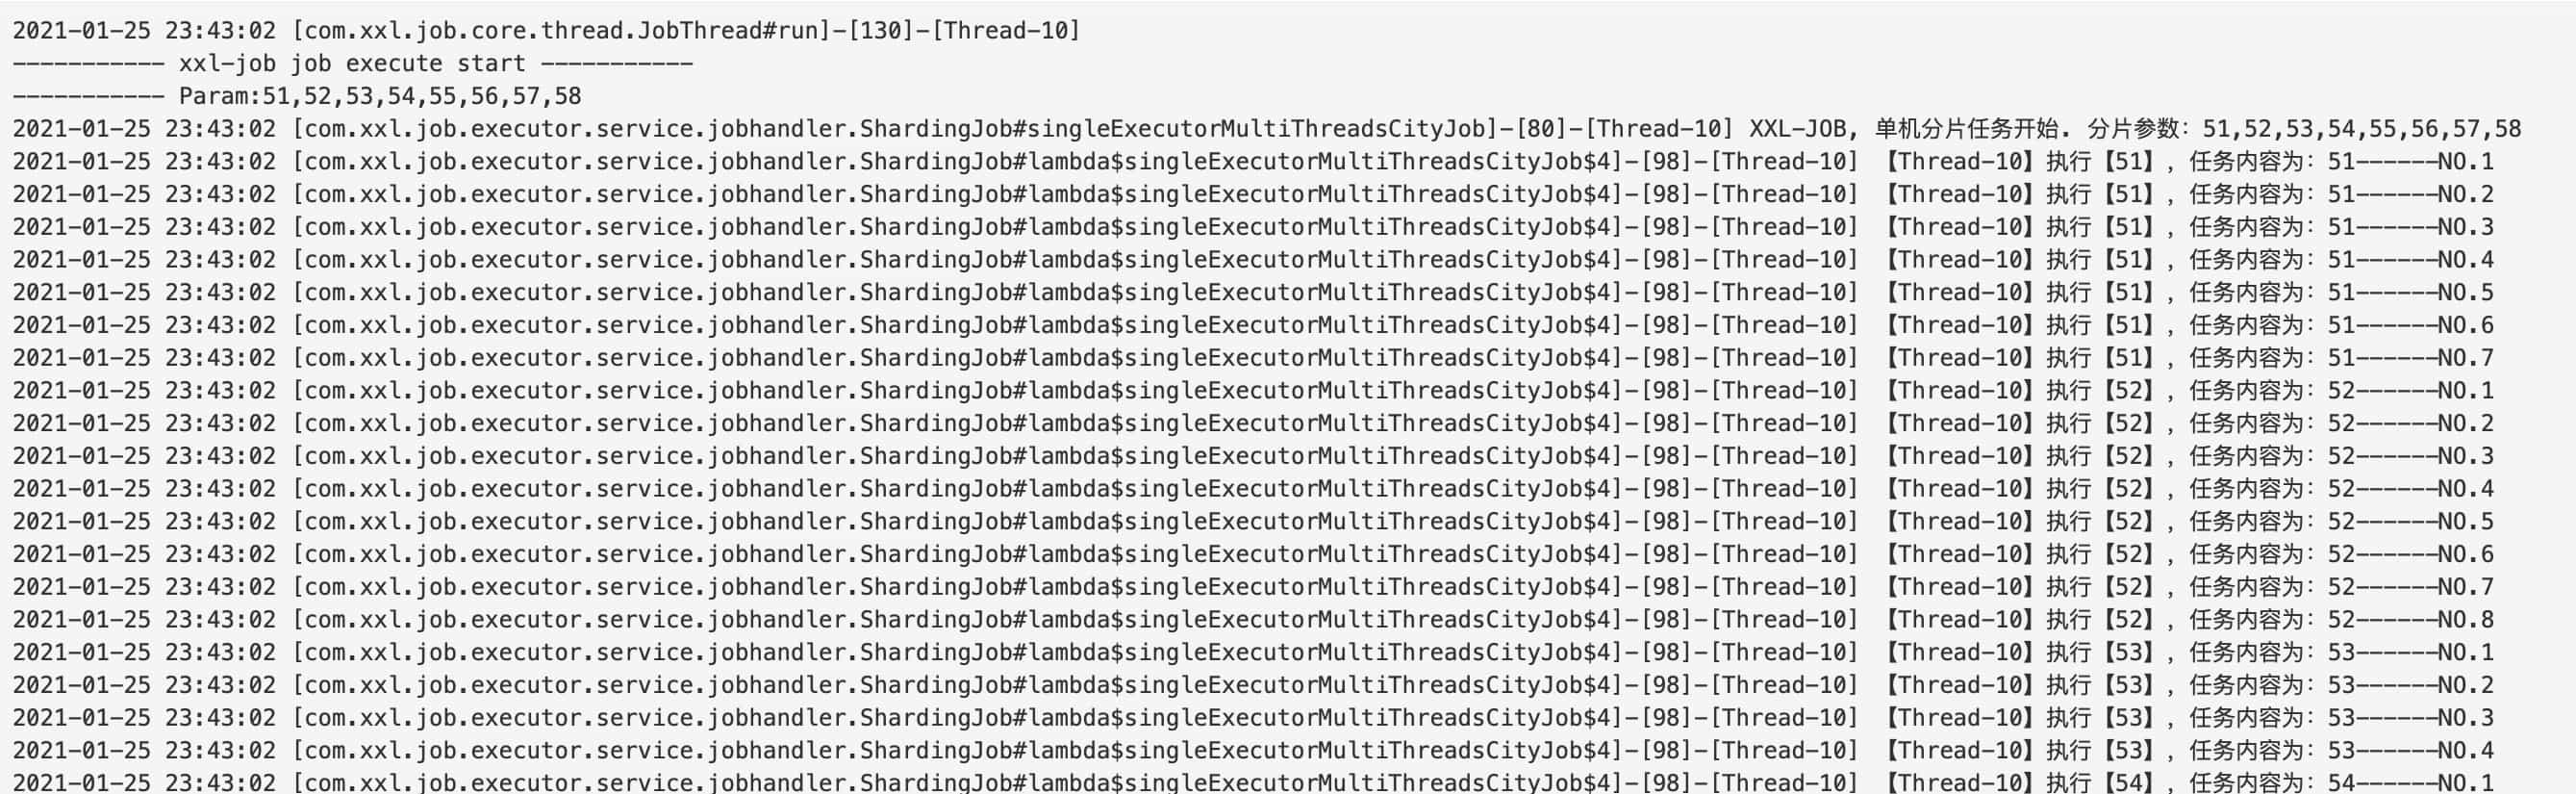 2021-01-25 23:43:02 [com.xxl.job.core.thread.JobThread#run]-[130]-[Thread-10]
----------- xxl-job job execute start -----------
----------- Param:51,52,53,54,55,56,57,58
2021-01-25 23:43:02 [com.xxl.job.executor.service.jobhandler.ShardingJob#singleExecutorMultiThreadsCityJob]-[80]-[Thread-10] XXL-JOB, 单机分片任务开始. 分片参数：51,52,53,54,55,56,57,58
2021-01-25 23:43:02 [com.xxl.job.executor.service.jobhandler.ShardingJob#lambda$singleExecutorMultiThreadsCityJob$4]-[98]-[Thread-10] 【Thread-10】执行【51】，任务内容为：51------NO.1
2021-01-25 23:43:02 [com.xxl.job.executor.service.jobhandler.ShardingJob#lambda$singleExecutorMultiThreadsCityJob$4]-[98]-[Thread-10] 【Thread-10】执行【51】，任务内容为：51------NO.2
2021-01-25 23:43:02 [com.xxl.job.executor.service.jobhandler.ShardingJob#lambda$singleExecutorMultiThreadsCityJob$4]-[98]-[Thread-10] 【Thread-10】执行【51】，任务内容为：51------NO.3
2021-01-25 23:43:02 [com.xxl.job.executor.service.jobhandler.ShardingJob#lambda$singleExecutorMultiThreadsCityJob$4]-[98]-[Thread-10] 【Thread-10】执行【51】，任务内容为：51------NO.4
2021-01-25 23:43:02 [com.xxl.job.executor.service.jobhandler.ShardingJob#lambda$singleExecutorMultiThreadsCityJob$4]-[98]-[Thread-10] 【Thread-10】执行【51】，任务内容为：51------NO.5
2021-01-25 23:43:02 [com.xxl.job.executor.service.jobhandler.ShardingJob#lambda$singleExecutorMultiThreadsCityJob$4]-[98]-[Thread-10] 【Thread-10】执行【51】，任务内容为：51------NO.6
2021-01-25 23:43:02 [com.xxl.job.executor.service.jobhandler.ShardingJob#lambda$singleExecutorMultiThreadsCityJob$4]-[98]-[Thread-10] 【Thread-10】执行【51】，任务内容为：51------NO.7
2021-01-25 23:43:02 [com.xxl.job.executor.service.jobhandler.ShardingJob#lambda$singleExecutorMultiThreadsCityJob$4]-[98]-[Thread-10] 【Thread-10】执行【52】，任务内容为：52------NO.1
2021-01-25 23:43:02 [com.xxl.job.executor.service.jobhandler.ShardingJob#lambda$singleExecutorMultiThreadsCityJob$4]-[98]-[Thread-10] 【Thread-10】执行【52】，任务内容为：52------NO.2
2021-01-25 23:43:02 [com.xxl.job.executor.service.jobhandler.ShardingJob#lambda$singleExecutorMultiThreadsCityJob$4]-[98]-[Thread-10] 【Thread-10】执行【52】，任务内容为：52------NO.3
2021-01-25 23:43:02 [com.xxl.job.executor.service.jobhandler.ShardingJob#lambda$singleExecutorMultiThreadsCityJob$4]-[98]-[Thread-10] 【Thread-10】执行【52】，任务内容为：52------NO.4
2021-01-25 23:43:02 [com.xxl.job.executor.service.jobhandler.ShardingJob#lambda$singleExecutorMultiThreadsCityJob$4]-[98]-[Thread-10] 【Thread-10】执行【52】，任务内容为：52------NO.5
2021-01-25 23:43:02 [com.xxl.job.executor.service.jobhandler.ShardingJob#lambda$singleExecutorMultiThreadsCityJob$4]-[98]-[Thread-10] 【Thread-10】执行【52】，任务内容为：52------NO.6
2021-01-25 23:43:02 [com.xxl.job.executor.service.jobhandler.ShardingJob#lambda$singleExecutorMultiThreadsCityJob$4]-[98]-[Thread-10] 【Thread-10】执行【52】，任务内容为：52------NO.7
2021-01-25 23:43:02 [com.xxl.job.executor.service.jobhandler.ShardingJob#lambda$singleExecutorMultiThreadsCityJob$4]-[98]-[Thread-10] 【Thread-10】执行【52】，任务内容为：52------NO.8
2021-01-25 23:43:02 [com.xxl.job.executor.service.jobhandler.ShardingJob#lambda$singleExecutorMultiThreadsCityJob$4]-[98]-[Thread-10] 【Thread-10】执行【53】，任务内容为：53------NO.1
2021-01-25 23:43:02 [com.xxl.job.executor.service.jobhandler.ShardingJob#lambda$singleExecutorMultiThreadsCityJob$4]-[98]-[Thread-10] 【Thread-10】执行【53】，任务内容为：53------NO.2
2021-01-25 23:43:02 [com.xxl.job.executor.service.jobhandler.ShardingJob#lambda$singleExecutorMultiThreadsCityJob$4]-[98]-[Thread-10] 【Thread-10】执行【53】，任务内容为：53------NO.3
2021-01-25 23:43:02 [com.xxl.job.executor.service.jobhandler.ShardingJob#lambda$singleExecutorMultiThreadsCityJob$4]-[98]-[Thread-10] 【Thread-10】执行【53】，任务内容为：53------NO.4
2021-01-25 23:43:02 [com.xxl.job.executor.service.jobhandler.ShardingJob#lambda$singleExecutorMultiThreadsCityJob$4]-[98]-[Thread-10] 【Thread-10】执行【54】，任务内容为：54------NO.1